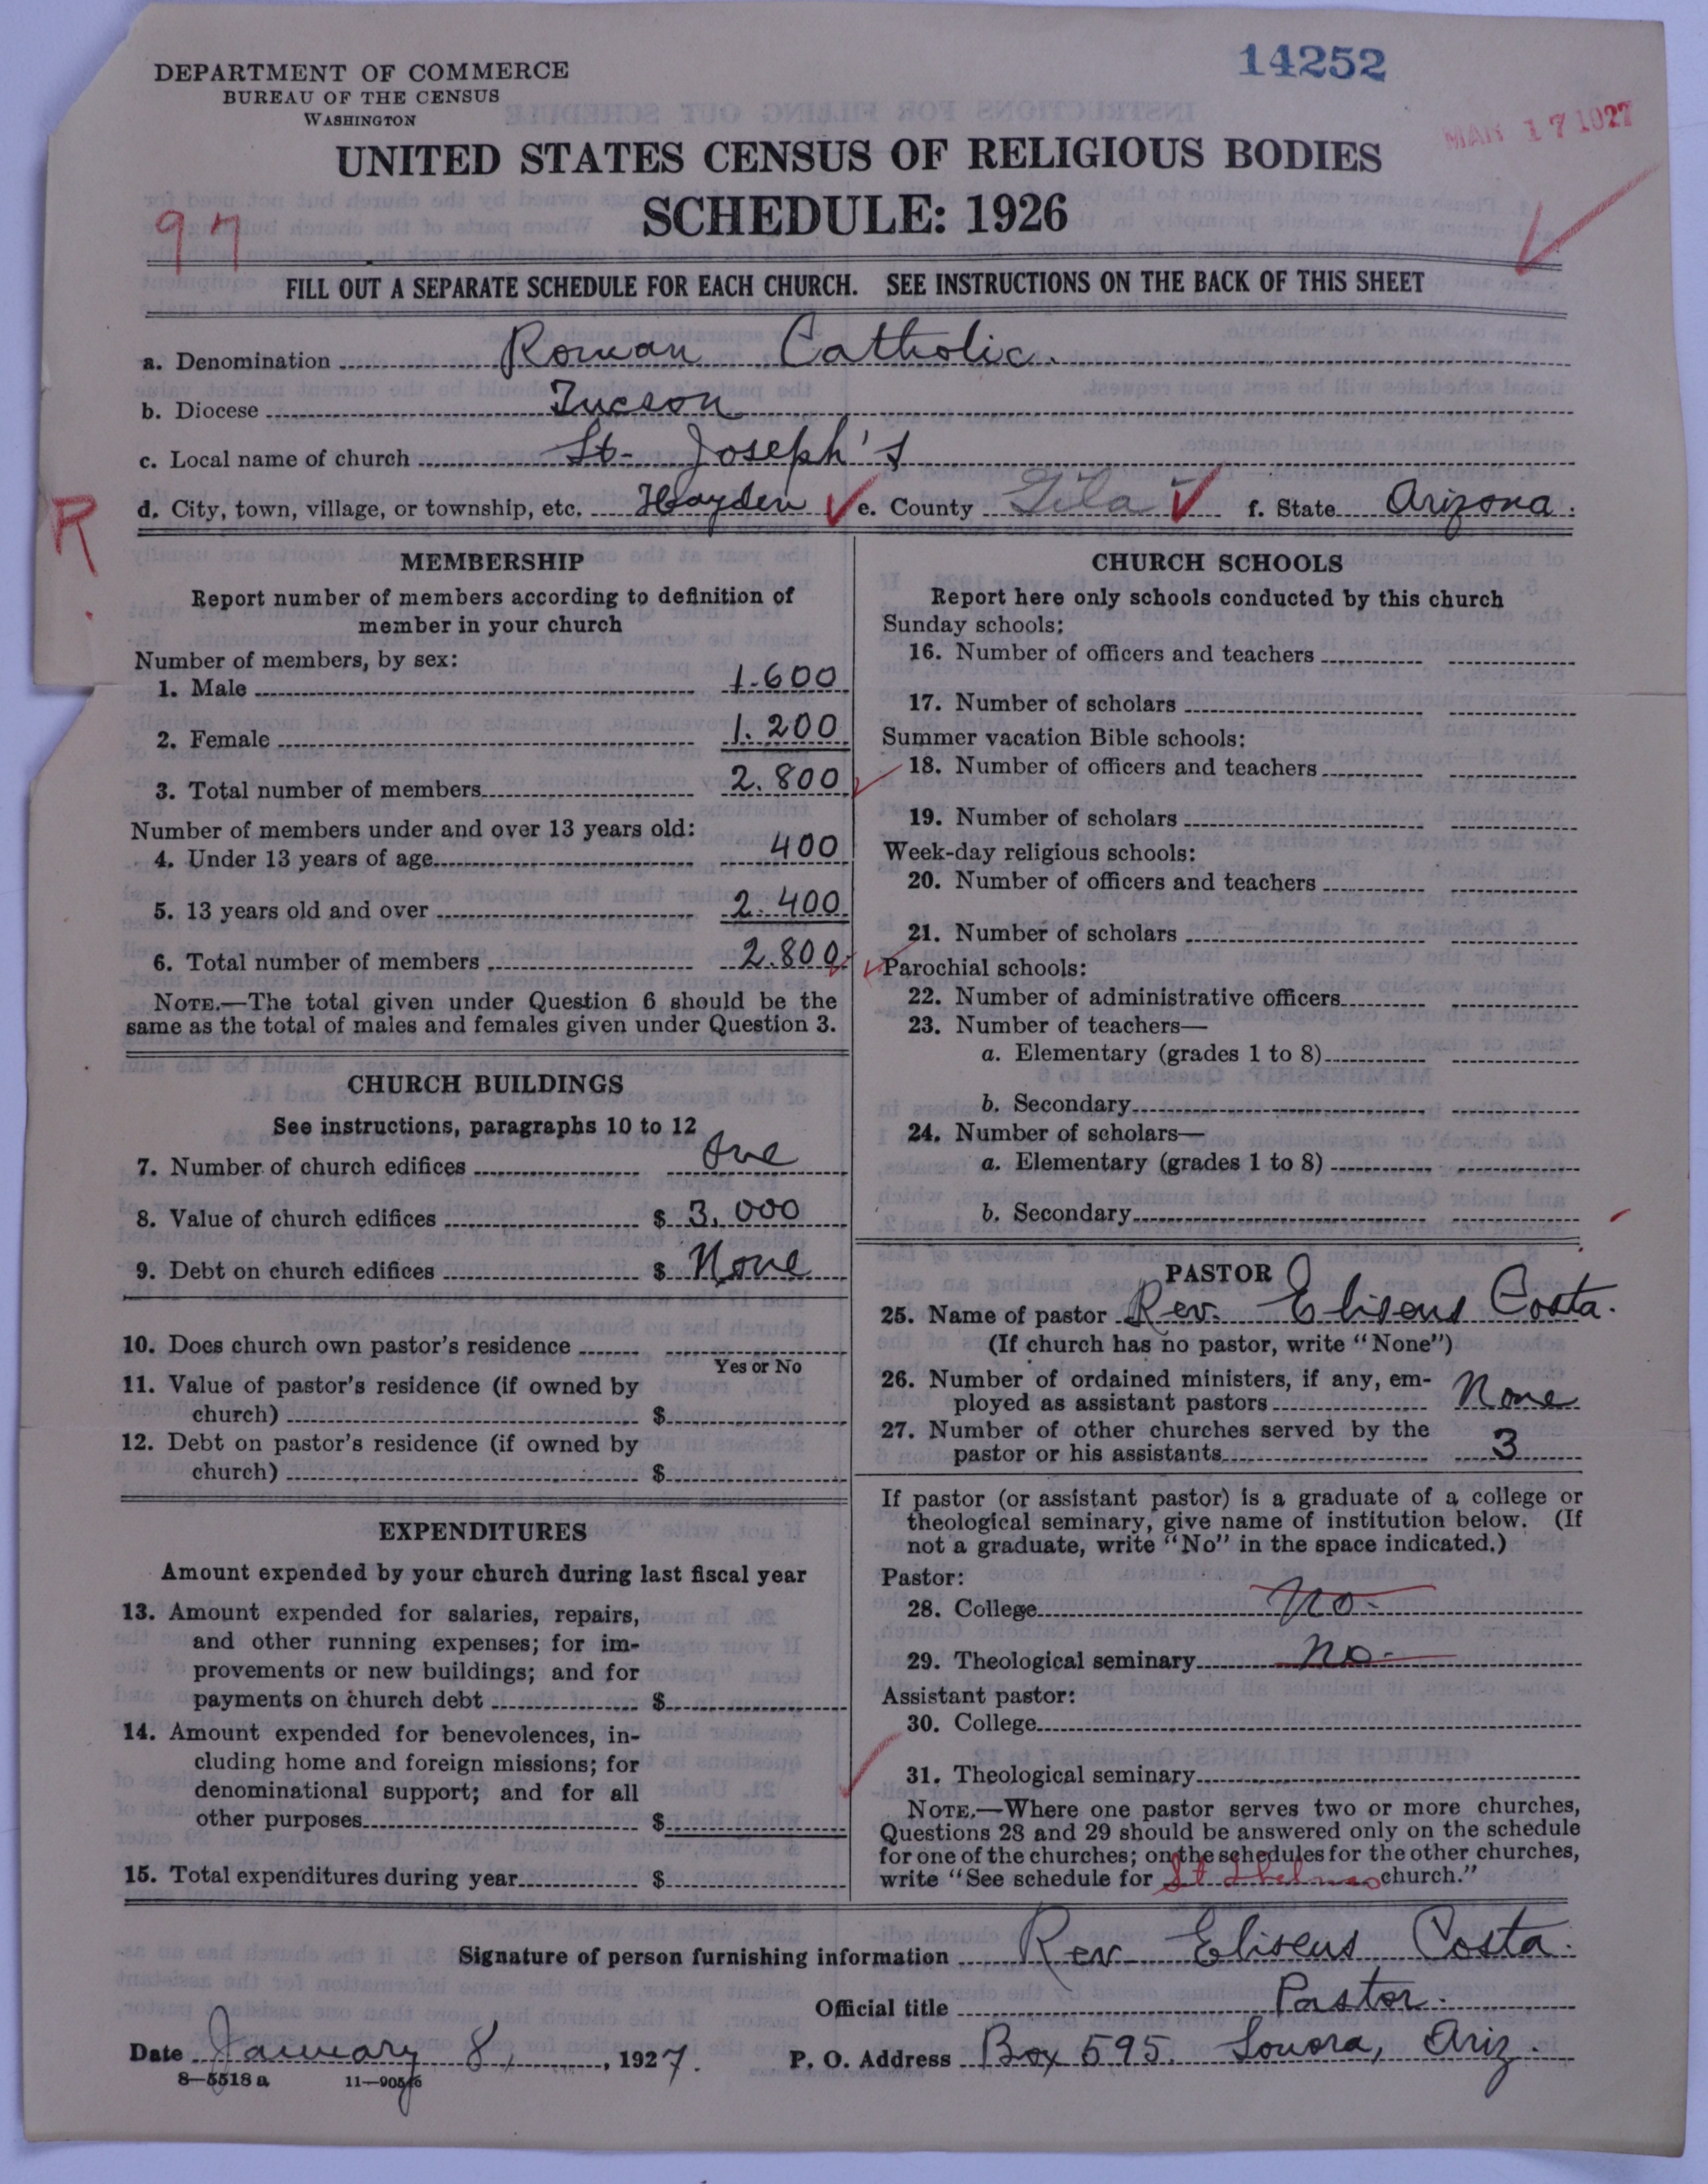 14252
DEPARTMENT OF COMMERCE
BUREAU OF THE CENSUS
WASHINGTON
MAR 17 1927
UNITED STATES CENSUS OF RELIGIOUS BODIES
SCHEDULE: 1926
97
FILL OUT A SEPARATE SCHEDULE FOR EACH CHURCH. SEE INSTRUCTIONS ON THE BACK OF THIS SHEET
a. Denomination Roman Catholic.
b. Diocese Tucson
c. Local name of church St. Joseph's
d. City, town, village, or township, etc. Hayden e. County Gila f. State Arizona.
R
MEMBERSHIP
Report number of members according to definition of
member in your church
Number of members, by sex:
1. Male 1.600
2. Female 1.200
3. Total number of members 2.800
Number of members under and over 13 years old:
4. Under 13 years of age 400
5. 13 years old and over 2.400
6. Total number of members 2.800
NOTE.—The total given under Question 6 should be the
same as the total of males and females given under Question 3.
CHURCH BUILDINGS
See instructions, paragraphs 10 to 12
7. Number of church edifices One
8. Value of church edifices $ 3.000
9. Debt on church edifices $ None
10. Does church own pastor's residence
Yes or No
11. Value of pastor's residence (if owned by
church) $
12. Debt on pastor's residence (if owned by
church) $
EXPENDITURES
Amount expended by your church during last fiscal year
13. Amount expended for salaries, repairs,
and other running expenses; for im-
provements or new buildings; and for
payments on church debt $
14. Amount expended for benevolences, in-
cluding home and foreign missions; for
denominational support; and for all
other purposes $
15. Total expenditures during year $
CHURCH SCHOOLS
Report here only schools conducted by this church
Sunday schools:
16. Number of officers and teachers
17. Number of scholars
Summer vacation Bible schools:
18. Number of officers and teachers
19. Number of scholars
Week-day religious schools:
20. Number of officers and teachers
21. Number of scholars
Parochial schools:
22. Number of administrative officers
23. Number of teachers—
a. Elementary (grades 1 to 8)
b. Secondary
24. Number of scholars—
a. Elementary (grades 1 to 8)
b. Secondary
PASTOR
25. Name of pastor Rev. Eliseus Costa.
(If church has no pastor, write "None")
26. Number of ordained ministers, if any, em-
ployed as assistant pastors None
27. Number of other churches served by the
pastor or his assistants 3
If pastor (or assistant pastor) is a graduate of a college or
theological seminary, give name of institution below. (If
not a graduate, write "No" in the space indicated.)
Pastor:
28. College No-
29. Theological seminary No-
Assistant pastor:
30. College
31. Theological seminary
NOTE.—Where one pastor serves two or more churches,
Questions 28 and 29 should be answered only on the schedule
for one of the churches; on the schedules for the other churches,
write "See schedule for St church."
Signature of person furnishing information Rev. Eliseus Costa.
Official title Pastor.
Date January 8, 1927. P. O. Address Box 595. Sonora, Ariz.
8—5518 a 11—9056